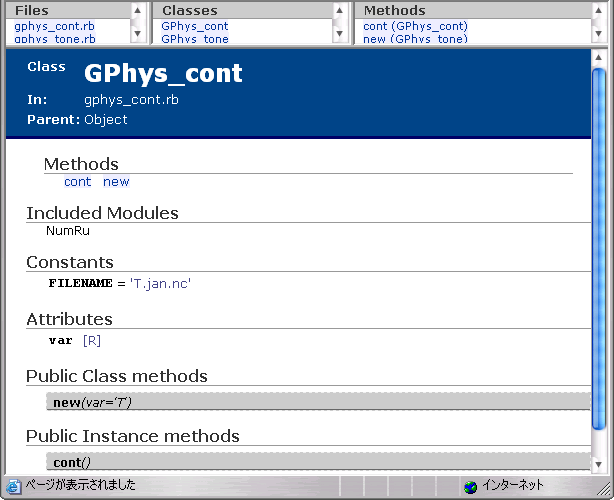 Files
gphys_cont.rb
gphys_tone.rb
Classes
GPhys_cont
GPhys_tone
Methods
cont (GPhys_cont)
new (GPhys_tone)
Class GPhys_cont
In: gphys_cont.rb
Parent: Object
Methods
cont new
Included Modules
NumRu
Constants
FILENAME = 'T.jan.nc'
Attributes
var [R]
Public Class methods
new(var='T')
Public Instance methods
cont()
ページが表示されました
インターネット